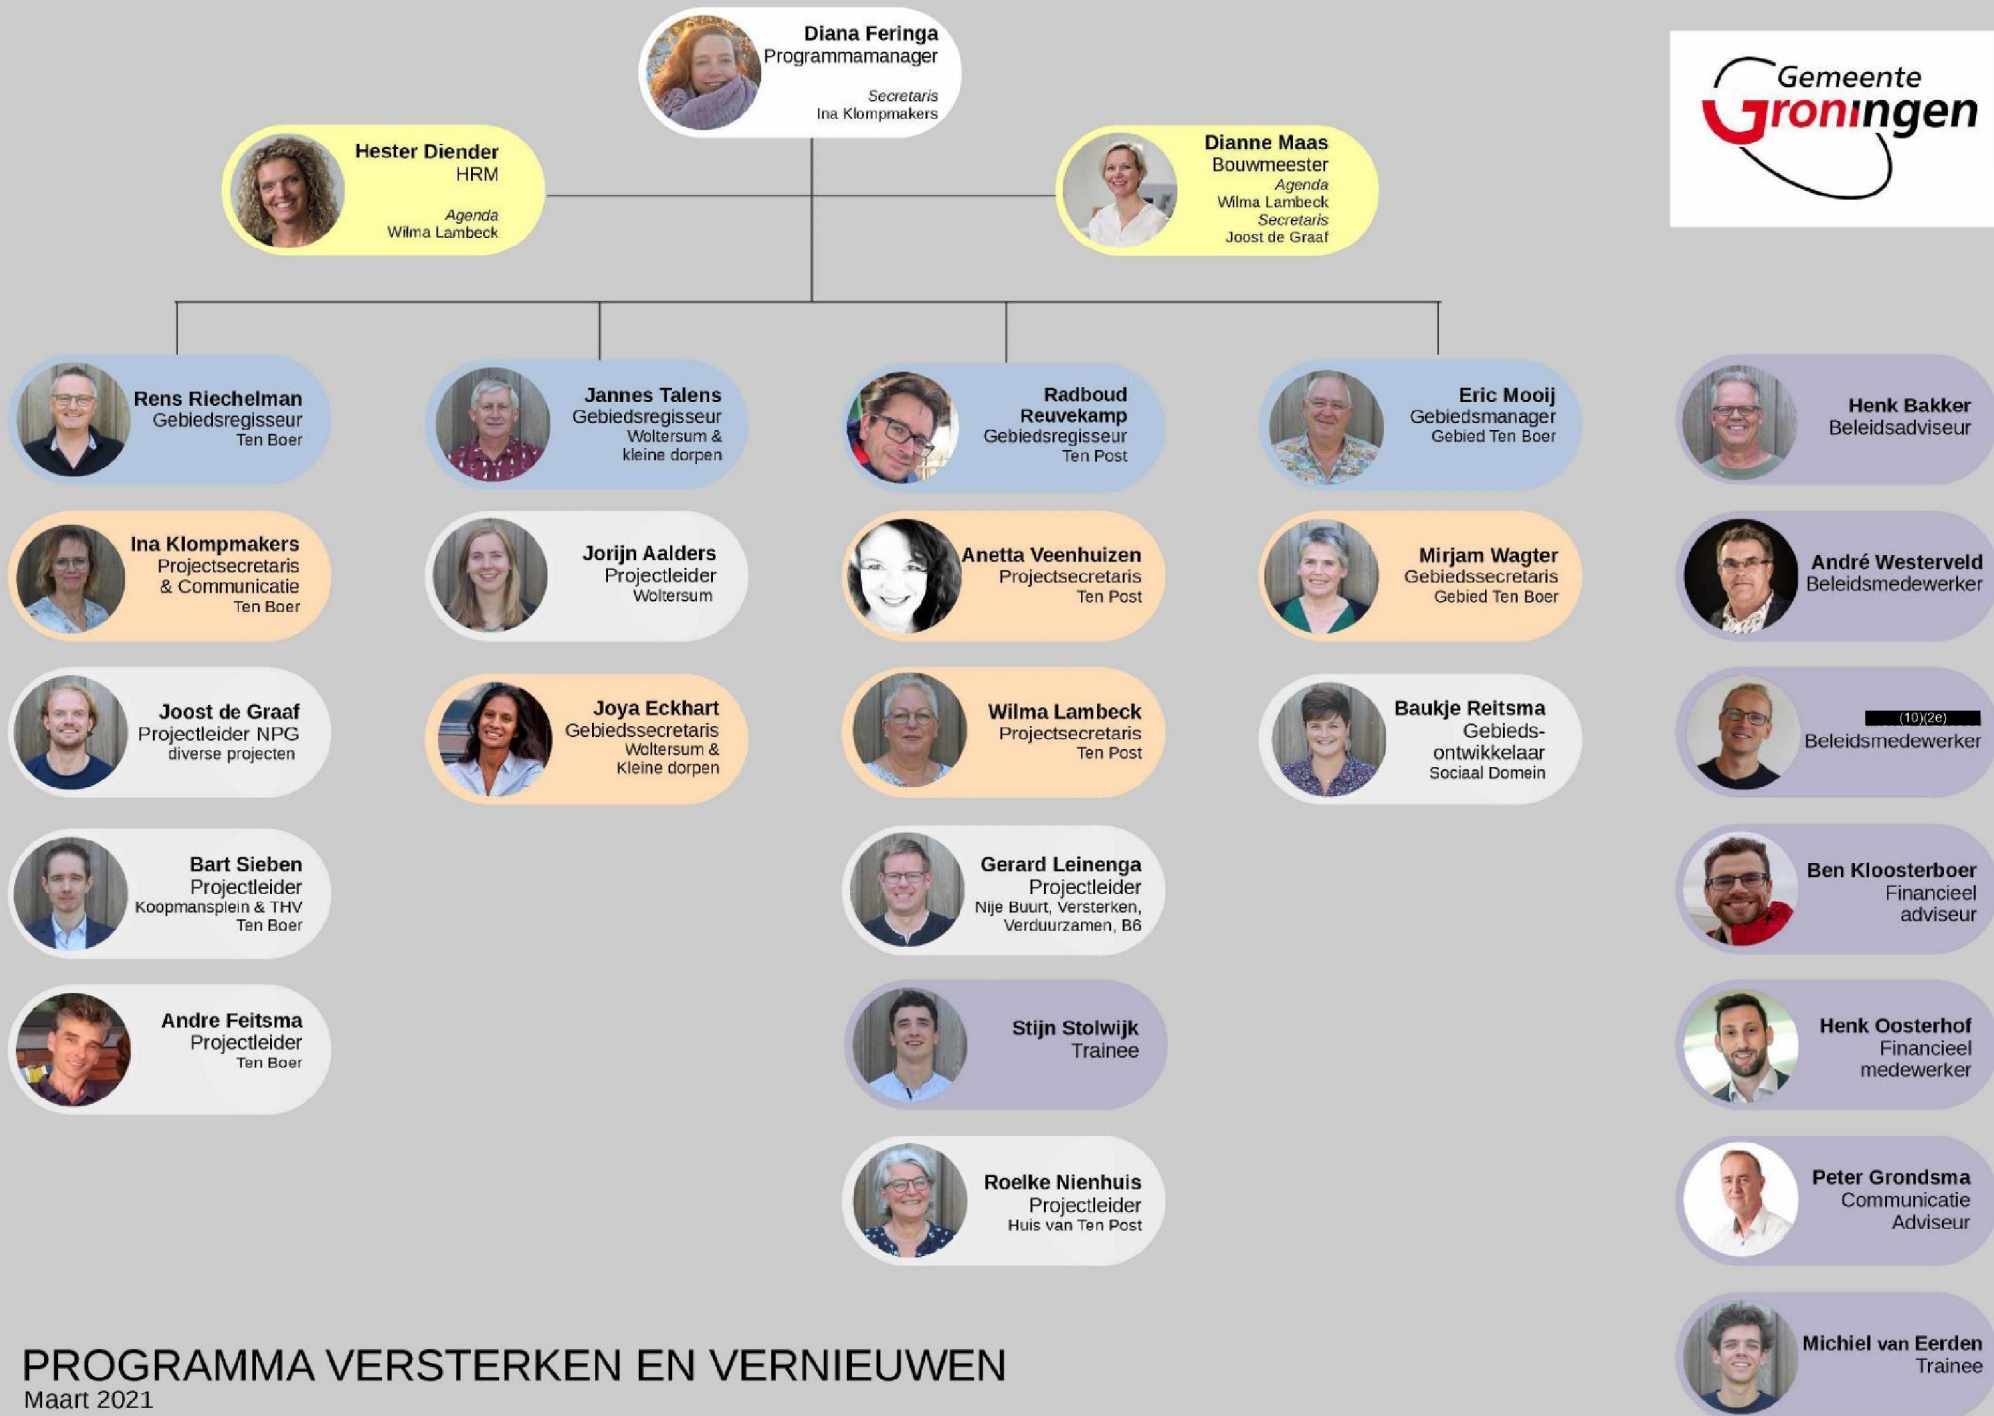 Diana Feringa
Programmamanager
Secretaris
Ina Klompmakers
Gemeente
Groningen
Hester Diender
HRM
Agenda
Wilma Lambeck
Dianne Maas
Bouwmeester
Agenda
Wilma Lambeck
Secretaris
Joost de Graaf
Rens Riechelman
Gebiedsregisseur
Ten Boer
Ina Klompmakers
Projectsecretaris
& Communicatie
Ten Boer
Joost de Graaf
Projectleider NPG
diverse projecten
Bart Sieben
Projectleider
Koopmansplein & THV
Ten Boer
Andre Feitsma
Projectleider
Ten Boer
Jannes Talens
Gebiedsregisseur
Woltersum &
kleine dorpen
Jorijn Aalders
Projectleider
Woltersum
Joya Eckhart
Gebiedssecretaris
Woltersum &
Kleine dorpen
Radboud
Reuvekamp
Gebiedsregisseur
Ten Post
Anetta Veenhuizen
Projectsecretaris
Ten Post
Wilma Lambeck
Projectsecretaris
Ten Post
Gerard Leinenga
Projectleider
Nije Buurt, Versterken,
Verduurzamen, B6
Stijn Stolwijk
Trainee
Roelke Nienhuis
Projectleider
Huis van Ten Post
Eric Mooij
Gebiedsmanager
Gebied Ten Boer
Mirjam Wagter
Gebiedssecretaris
Gebied Ten Boer
Baukje Reitsma
Gebieds-
ontwikkelaar
Sociaal Domein
Henk Bakker
Beleidsadviseur
André Westerveld
Beleidsmedewerker
(10)(2e)
Beleidsmedewerker
Ben Kloosterboer
Financieel
adviseur
Henk Oosterhof
Financieel
medewerker
Peter Grondsma
Communicatie
Adviseur
Michiel van Eerden
Trainee
PROGRAMMA VERSTERKEN EN VERNIEUWEN
Maart 2021